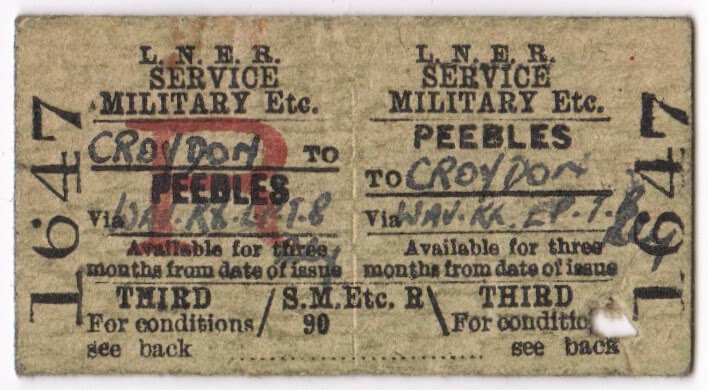 1647
L. N. E. R.
SERVICE
MILITARY Etc.
CROYDON TO
PEEBLES
Via
Available for three
months from date of issue
THIRD
For conditions
see back
R
S.M. Etc. R
90
L. N. E. R.
SERVICE
MILITARY Etc.
PEEBLES
TO CROYDON
Via WAV.
Available for three
months from date of issue
THIRD
For conditio
see back
1647